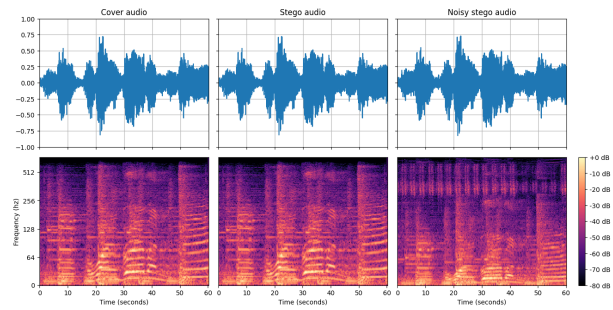 Cover audio Stego audio Noisy stego audio
1.00
0.75
0.50
0.25
0.00
−0.25
−0.50
−0.75
−1.00
Frequency (hz)
512
256
128
64
0
0 10 20 30 40 50 60 0 10 20 30 40 50 60 0 10 20 30 40 50 60
Time (seconds) Time (seconds) Time (seconds)
+0 dB
-10 dB
-20 dB
-30 dB
-40 dB
-50 dB
-60 dB
-70 dB
-80 dB